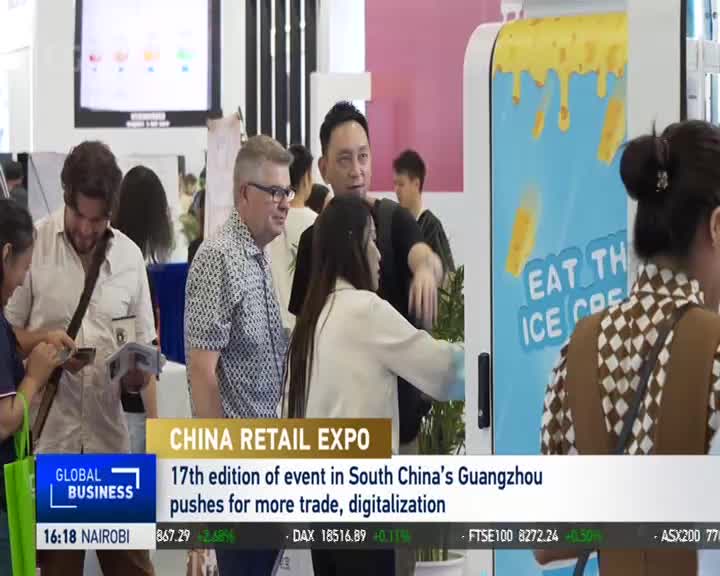 EAT TH
ICE CRE
CHINA RETAIL EXPO
GLOBAL
BUSINESS
17th edition of event in South China's Guangzhou
pushes for more trade, digitalization
16:18 NAIROBI
867.29 +2.68% · DAX 18516.89 +0.11% · FTSE100 8272.24 +0.50% · ASX200 77